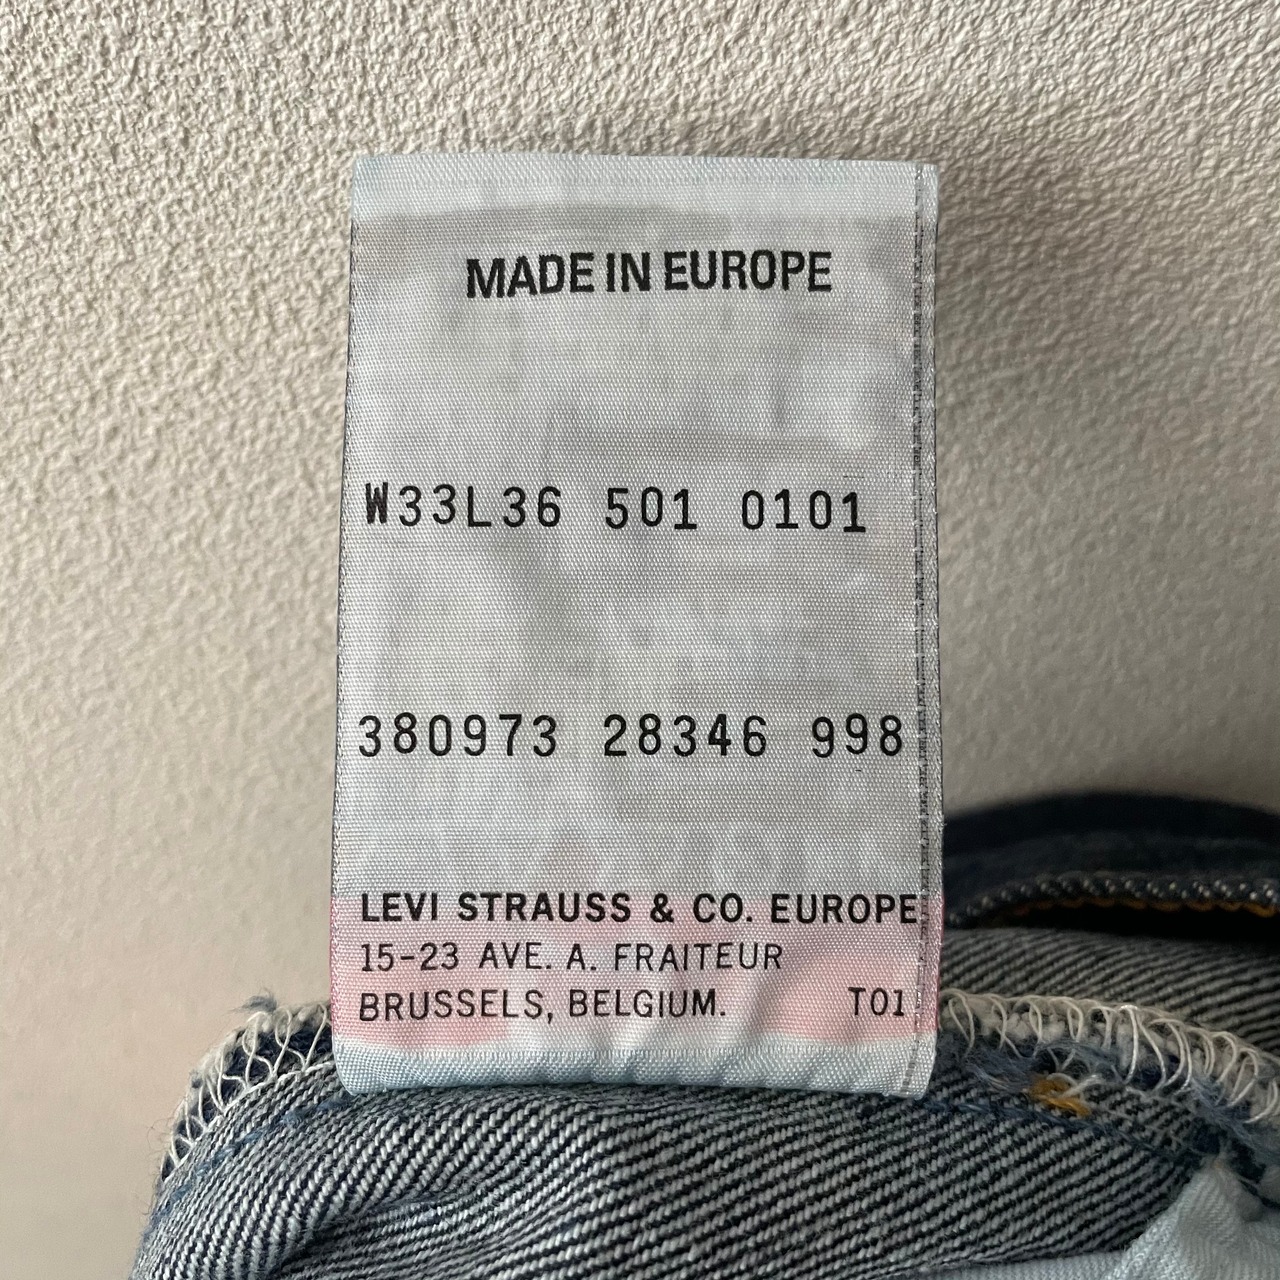 MADE IN EUROPE
W33L36 501 0101
380973 28346 998
LEVI STRAUSS & CO. EUROPE
15-23 AVE. A. FRAITEUR
BRUSSELS, BELGIUM. T01